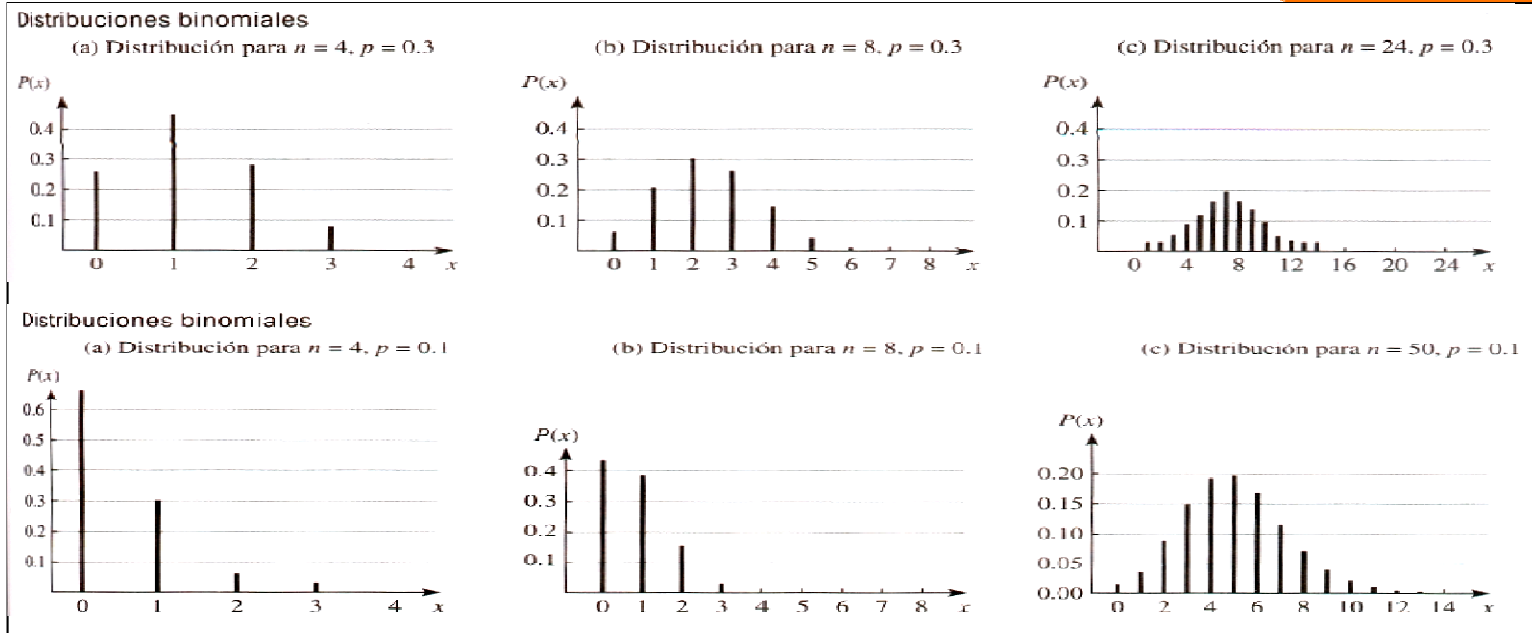 Distribuciones binomiales
(a) Distribución para n = 4, p = 0.3
P(x)
0.4
0.3
0.2
0.1
0 1 2 3 4 x
(b) Distribución para n = 8, p = 0.3
P(x)
0.4
0.3
0.2
0.1
0 1 2 3 4 5 6 7 8 x
(c) Distribución para n = 24, p = 0.3
P(x)
0.4
0.3
0.2
0.1
0 4 8 12 16 20 24 x
Distribuciones binomiales
(a) Distribución para n = 4, p = 0.1
P(x)
0.6
0.5
0.4
0.3
0.2
0.1
0 1 2 3 4 x
(b) Distribución para n = 8, p = 0.1
P(x)
0.4
0.3
0.2
0.1
0 1 2 3 4 5 6 7 8 x
(c) Distribución para n = 50, p = 0.1
P(x)
0.20
0.15
0.10
0.05
0.00
0 2 4 6 8 10 12 14 x